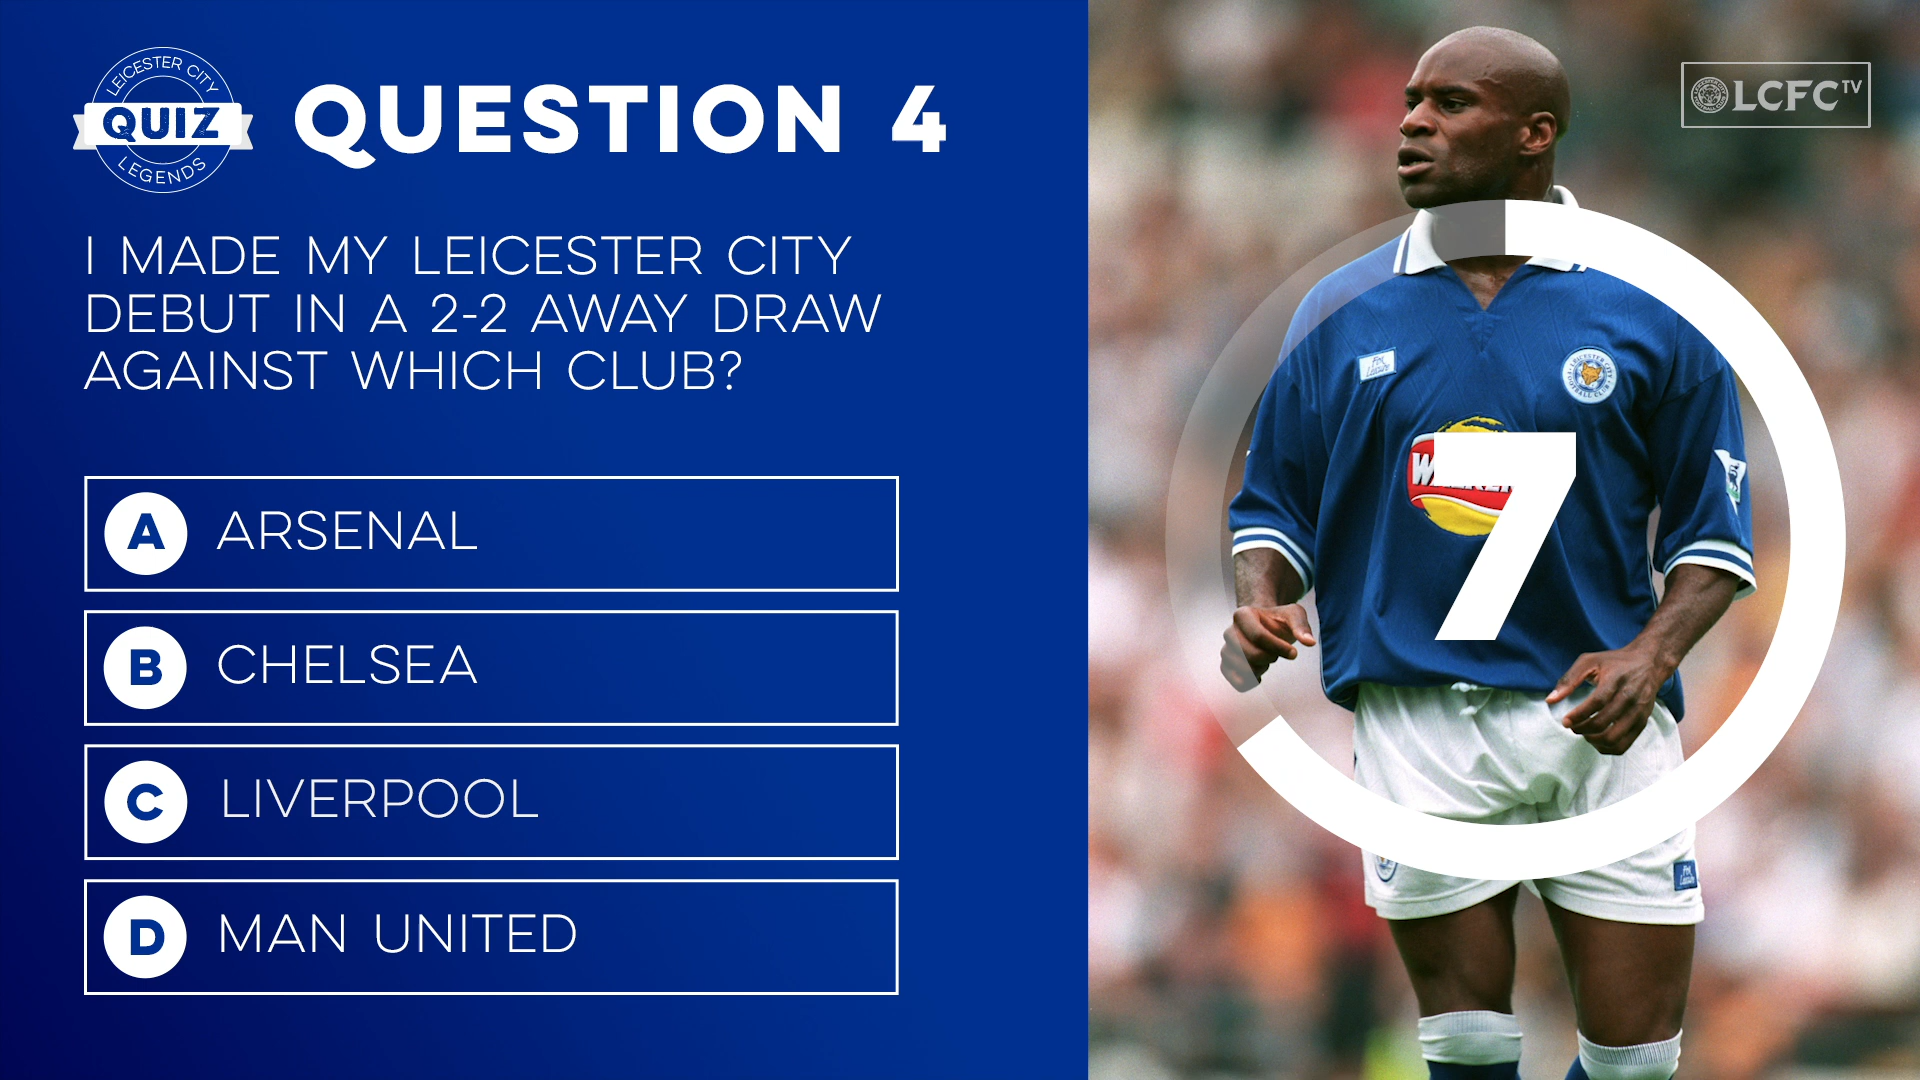 LEICESTER CITY
QUIZ
LEGENDS
QUESTION 4
LCFC TV
I MADE MY LEICESTER CITY
DEBUT IN A 2-2 AWAY DRAW
AGAINST WHICH CLUB?
7
A ARSENAL
B CHELSEA
C LIVERPOOL
D MAN UNITED